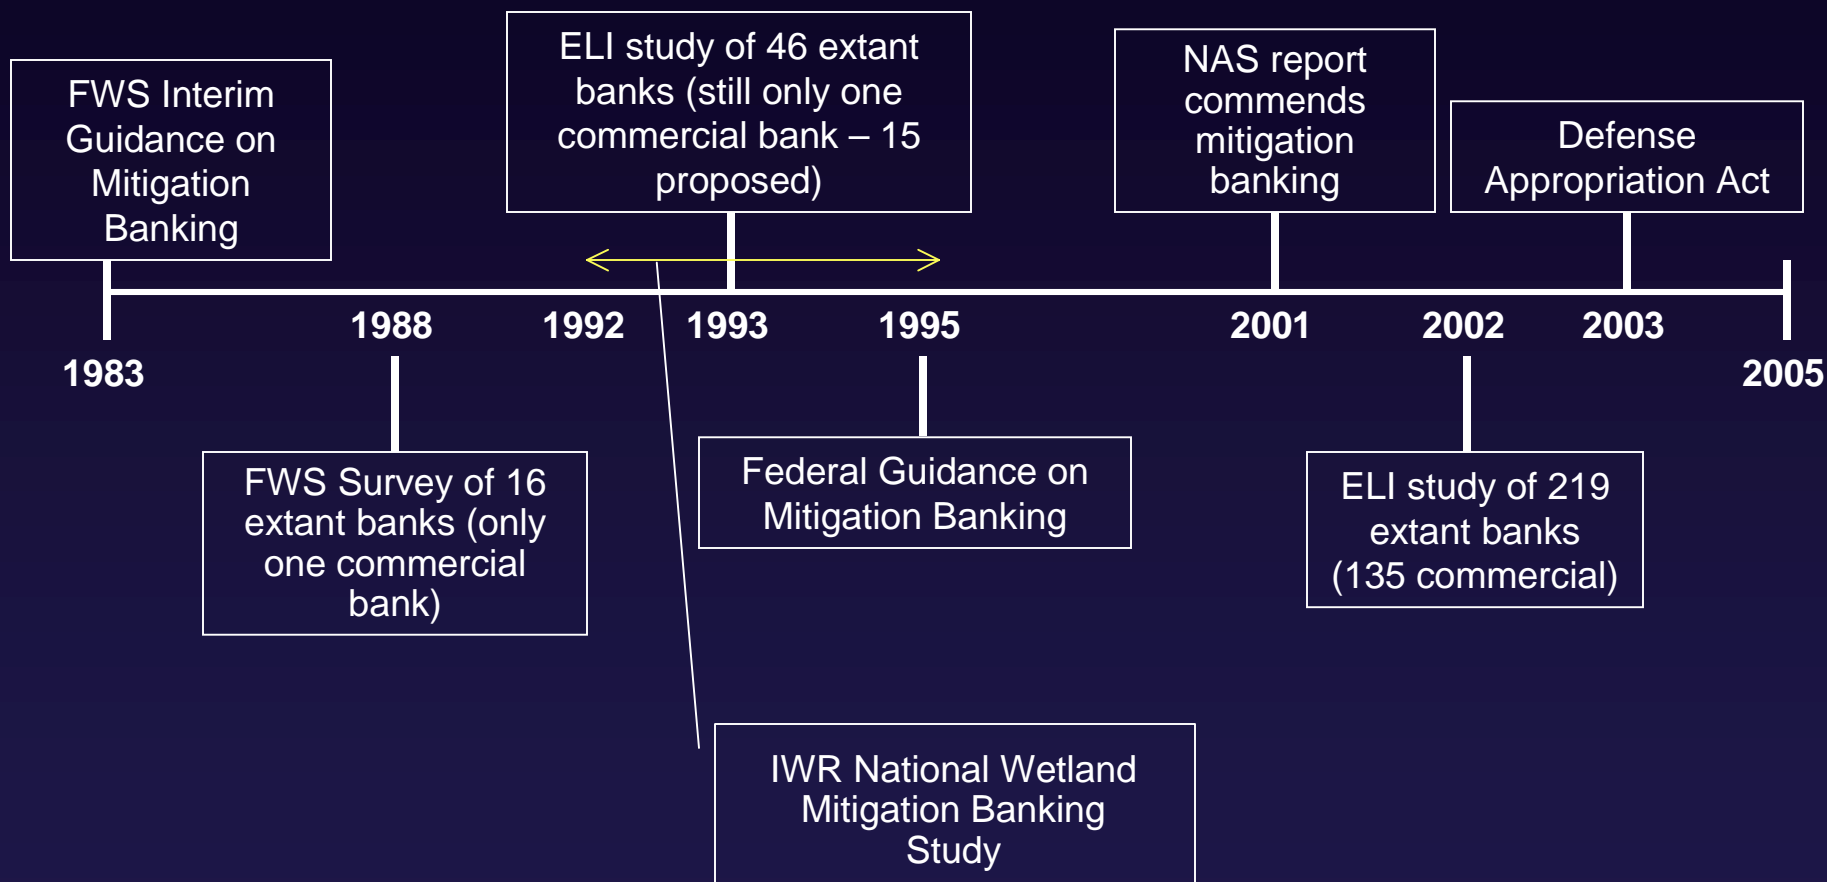 FWS Interim
Guidance on
Mitigation
Banking
ELI study of 46 extant
banks (still only one
commercial bank – 15
proposed)
NAS report
commends
mitigation
banking
Defense
Appropriation Act
1988
1992
1993
1995
2001
2002
2003
1983
2005
FWS Survey of 16
extant banks (only
one commercial
bank)
Federal Guidance on
Mitigation Banking
ELI study of 219
extant banks
(135 commercial)
IWR National Wetland
Mitigation Banking
Study